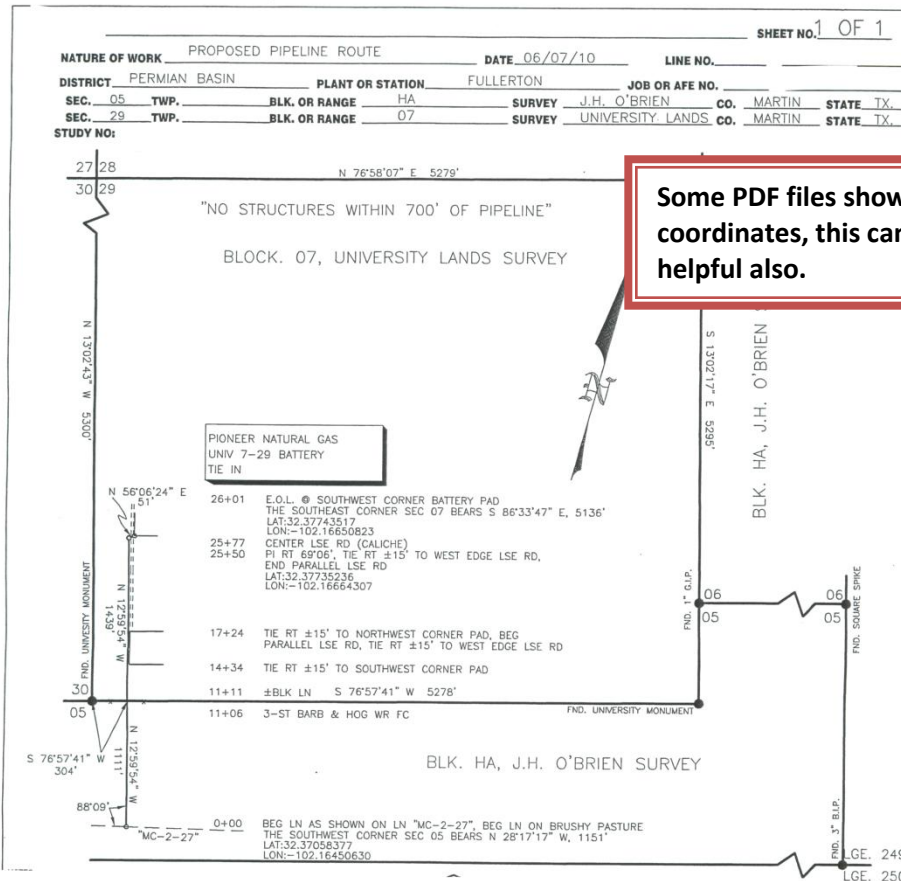 SHEET NO. 1 OF 1
NATURE OF WORK PROPOSED PIPELINE ROUTE DATE 06/07/10 LINE NO.
DISTRICT PERMIAN BASIN PLANT OR STATION FULLERTON JOB OR AFE NO.
SEC. 05 TWP. BLK. OR RANGE HA SURVEY J.H. O'BRIEN CO. MARTIN STATE TX.
SEC. 29 TWP. BLK. OR RANGE 07 SURVEY UNIVERSITY LANDS CO. MARTIN STATE TX.
STUDY NO:
27 28
30 29
N 76°58'07" E 5279'
"NO STRUCTURES WITHIN 700' OF PIPELINE"
BLOCK. 07, UNIVERSITY LANDS SURVEY
Some PDF files show
coordinates, this can
helpful also.
N 13°02'43" W 5300'
S 13°02'17" E 5295'
BLK. HA, J.H. O'BRIEN
N
PIONEER NATURAL GAS
UNIV 7-29 BATTERY
TIE IN
N 56°06'24" E
51'
26+01 E.O.L. @ SOUTHWEST CORNER BATTERY PAD
THE SOUTHEAST CORNER SEC 07 BEARS S 86°33'47" E, 5136'
LAT:32.37743517
LON:-102.16650823
25+77 CENTER LSE RD (CALICHE)
25+50 PI RT 69°06', TIE RT ±15' TO WEST EDGE LSE RD,
END PARALLEL LSE RD
LAT:32.37735236
LON:-102.16664307
N 12°59'54" W
1439'
FND. UNIVESITY MONUMENT
17+24 TIE RT ±15' TO NORTHWEST CORNER PAD, BEG
PARALLEL LSE RD, TIE RT ±15' TO WEST EDGE LSE RD
14+34 TIE RT ±15' TO SOUTHWEST CORNER PAD
11+11 ±BLK LN S 76°57'41" W 5278'
11+06 3-ST BARB & HOG WR FC
FND. UNIVERSITY MONUMENT
FND. 1" G.I.P.
06
05
06
05
FND. SQUARE SPIKE
30
05
S 76°57'41" W
304'
N 12°59'54" W
1111'
BLK. HA, J.H. O'BRIEN SURVEY
88°09'
"MC-2-27"
0+00 BEG LN AS SHOWN ON LN "MC-2-27", BEG LN ON BRUSHY PASTURE
THE SOUTHWEST CORNER SEC 05 BEARS N 28°17'17" W, 1151'
LAT:32.37058377
LON:-102.16450630
FND. 3" B.I.P.
LGE. 249
LGE. 250